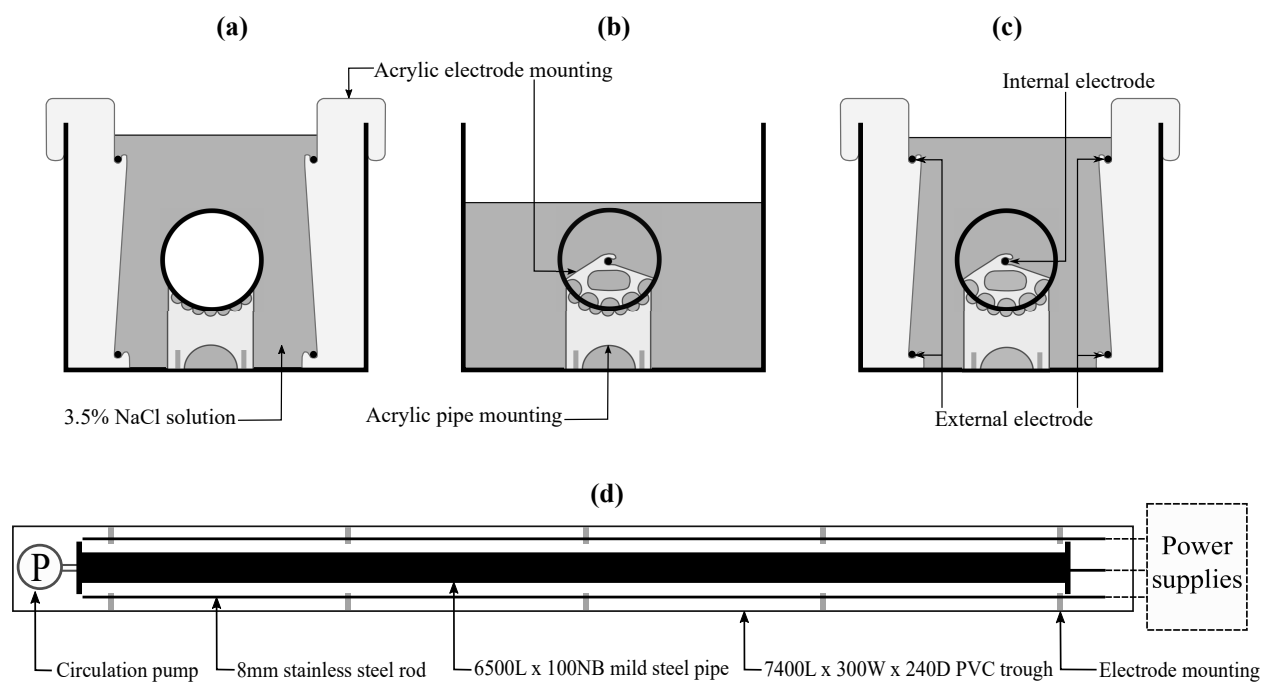 (a)
(b)
(c)
Acrylic electrode mounting
Internal electrode
3.5% NaCl solution
Acrylic pipe mounting
External electrode
(d)
P
Power
supplies
Circulation pump
8mm stainless steel rod
6500L x 100NB mild steel pipe
7400L x 300W x 240D PVC trough
Electrode mounting